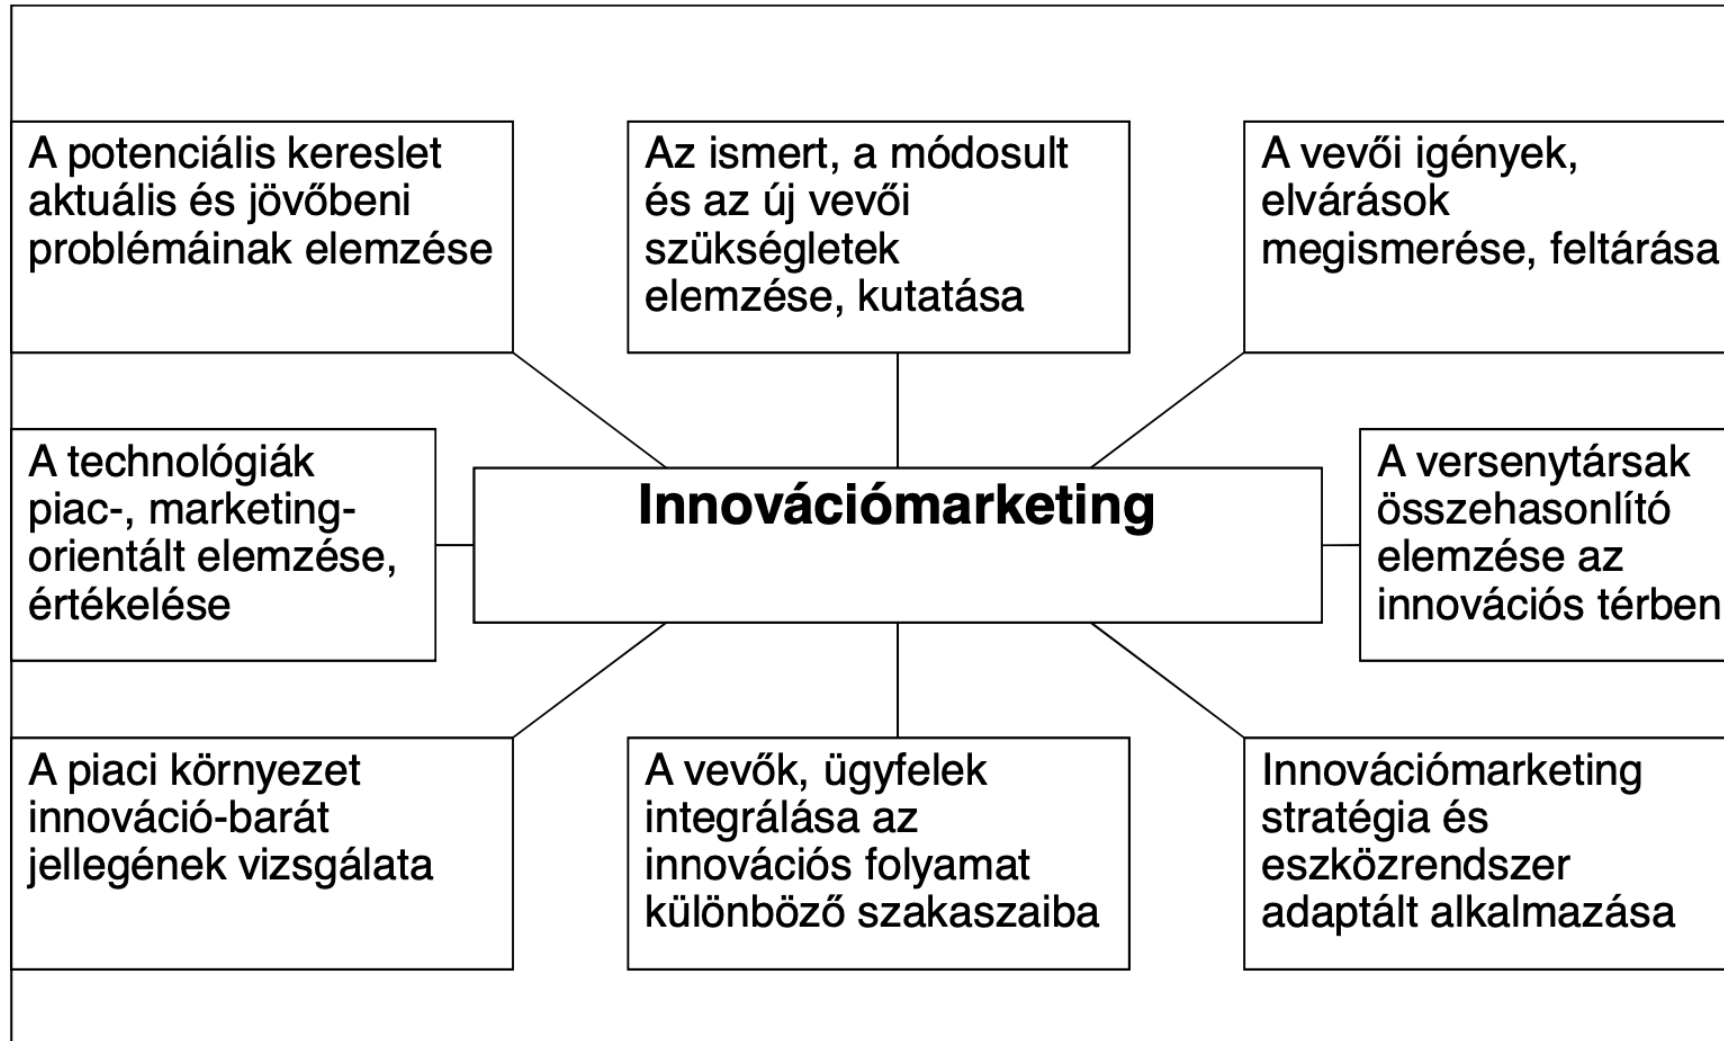 A potenciális kereslet
aktuális és jövőbeni
problémáinak elemzése
Az ismert, a módosult
és az új vevői
szükségletek
elemzése, kutatása
A vevői igények,
elvárások
megismerése, feltárása
A technológiák
piac-, marketing-
orientált elemzése,
értékelése
Innovációmarketing
A versenytársak
összehasonlító
elemzése az
innovációs térben
A piaci környezet
innováció-barát
jellegének vizsgálata
A vevők, ügyfelek
integrálása az
innovációs folyamat
különböző szakaszaiba
Innovációmarketing
stratégia és
eszközrendszer
adaptált alkalmazása